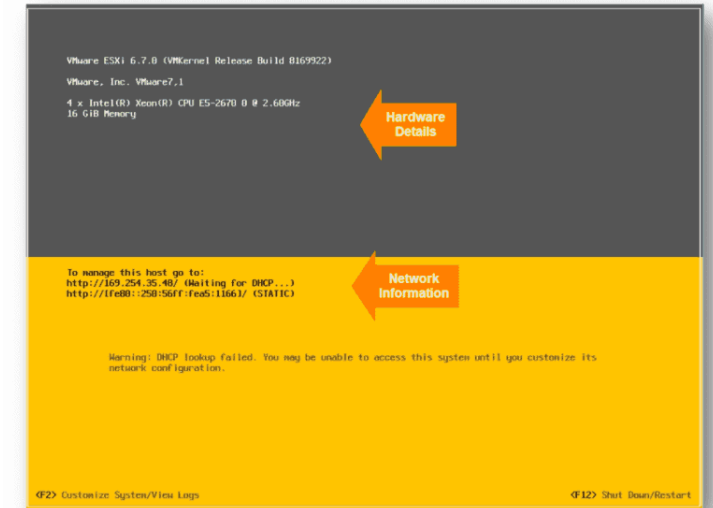 VMware ESXi 6.7.0 (VMKernel Release Build 8169922)
VMware, Inc. VMware7,1
4 x Intel(R) Xeon(R) CPU E5-2670 0 @ 2.60GHz
16 GiB Memory
Hardware
Details
To manage this host go to:
http://169.254.35.48/ (Waiting for DHCP...)
http://[fe80::250:56ff:fea5:1166]/ (STATIC)
Network
Information
Warning: DHCP lookup failed. You may be unable to access this system until you customize its
network configuration.
<F2> Customize System/View Logs
<F12> Shut Down/Restart